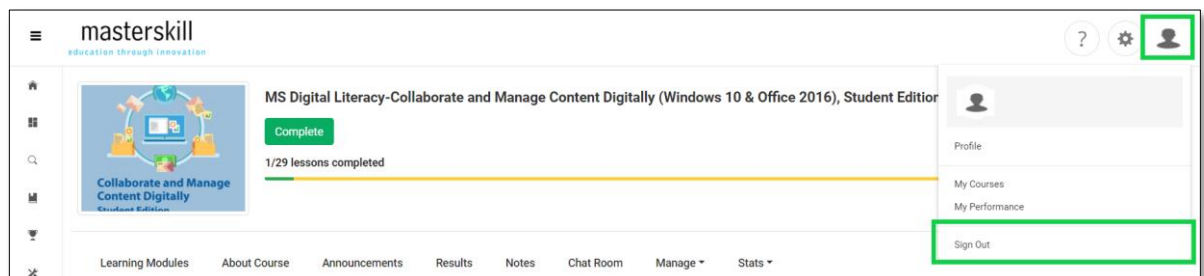 masterskill
education through innovation
?
MS Digital Literacy-Collaborate and Manage Content Digitally (Windows 10 & Office 2016), Student Edition
Complete
1/29 lessons completed
Collaborate and Manage
Content Digitally
Student Edition
Profile
My Courses
My Performance
Sign Out
Learning Modules About Course Announcements Results Notes Chat Room Manage Stats